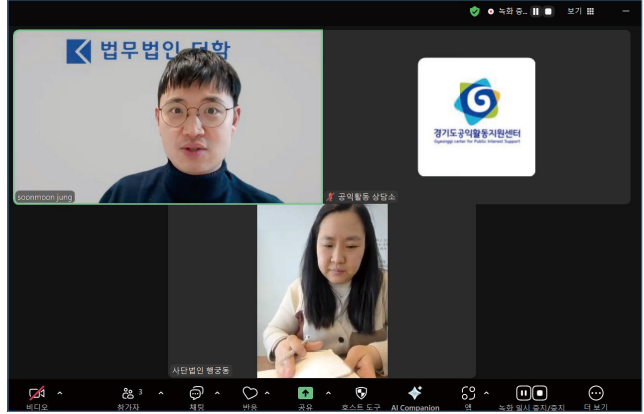 녹화 중...
보기
법무법인 더함
soonmoon jung
경기도공익활동지원센터
Gyeonggi Center for Public Interest Support
공익활동 상담소
사단법인 행궁동
비디오
3
참가자
채팅
반응
공유
호스트 도구
AI Companion
앱
녹화 일시 중지/중지
더 보기